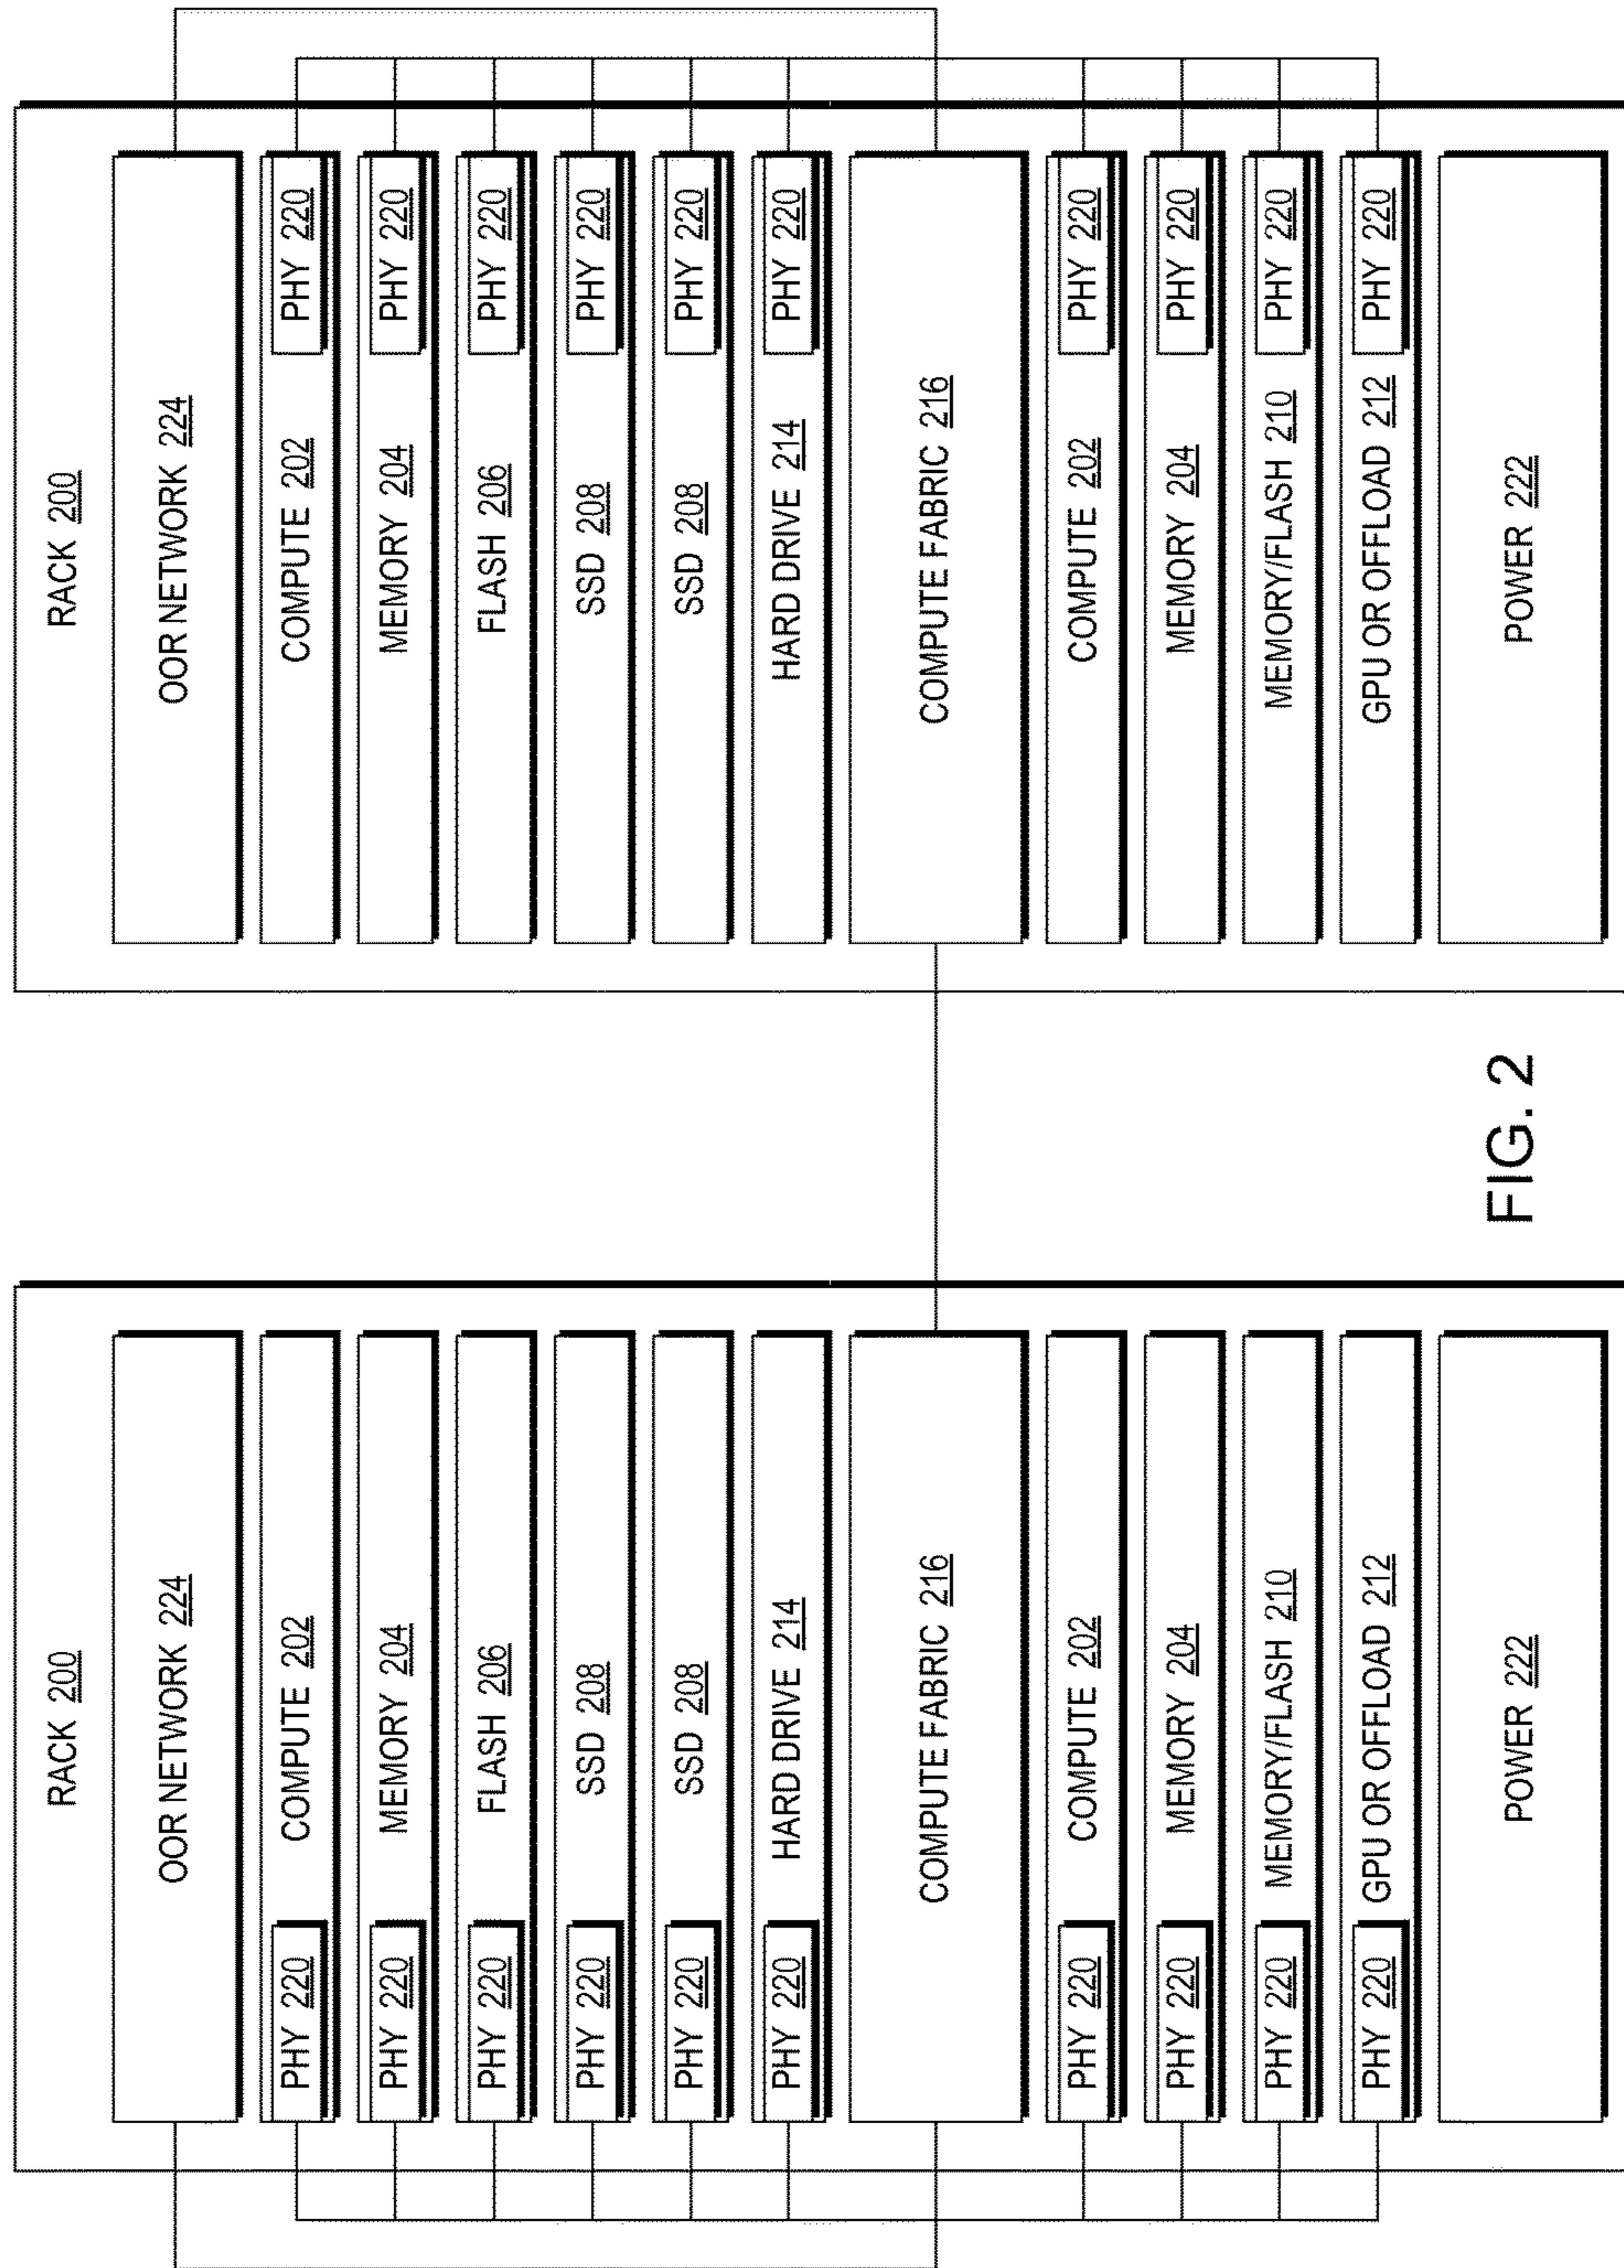 RACK 200
OOR NETWORK 224
PHY 220 COMPUTE 202
PHY 220 MEMORY 204
PHY 220 FLASH 206
PHY 220 SSD 208
PHY 220 SSD 208
PHY 220 HARD DRIVE 214
COMPUTE FABRIC 216
PHY 220 COMPUTE 202
PHY 220 MEMORY 204
PHY 220 MEMORY/FLASH 210
PHY 220 GPU OR OFFLOAD 212
POWER 222
RACK 200
OOR NETWORK 224
COMPUTE 202 PHY 220
MEMORY 204 PHY 220
FLASH 206 PHY 220
SSD 208 PHY 220
SSD 208 PHY 220
HARD DRIVE 214 PHY 220
COMPUTE FABRIC 216
COMPUTE 202 PHY 220
MEMORY 204 PHY 220
MEMORY/FLASH 210 PHY 220
GPU OR OFFLOAD 212 PHY 220
POWER 222
FIG. 2